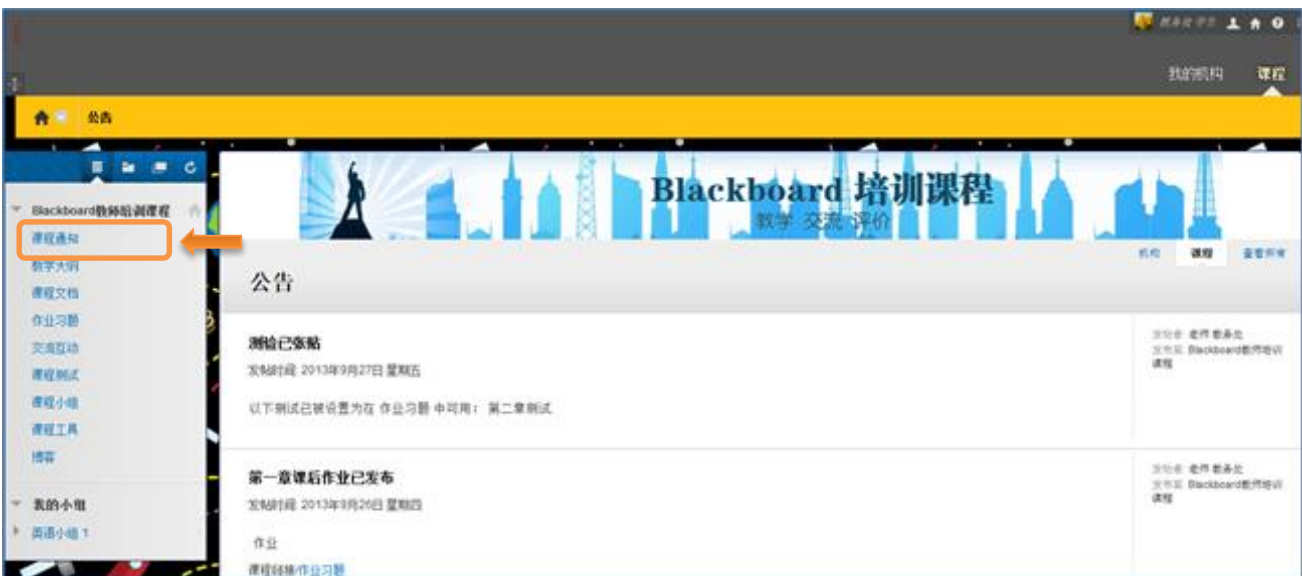 教务处 学生
我的机构 课程
公告
Blackboard 培训课程
教学 交流 评价
Blackboard教师培训课程
课程通知
教学大纲
课程文档
作业习题
交流互动
课程测试
课程小组
课程工具
博客
我的小组
英语小组 1
机构 课程 查看所有
公告
测验已张贴
发帖时间: 2013年9月27日 星期五
以下测试已被设置为在 作业习题 中可用： 第二章测试.
发帖者: 老师 教务处
发布至: Blackboard教师培训
课程
第一章课后作业已发布
发帖时间: 2013年9月26日 星期四
作业
课程链接/作业习题
发帖者: 老师 教务处
发布至: Blackboard教师培训
课程